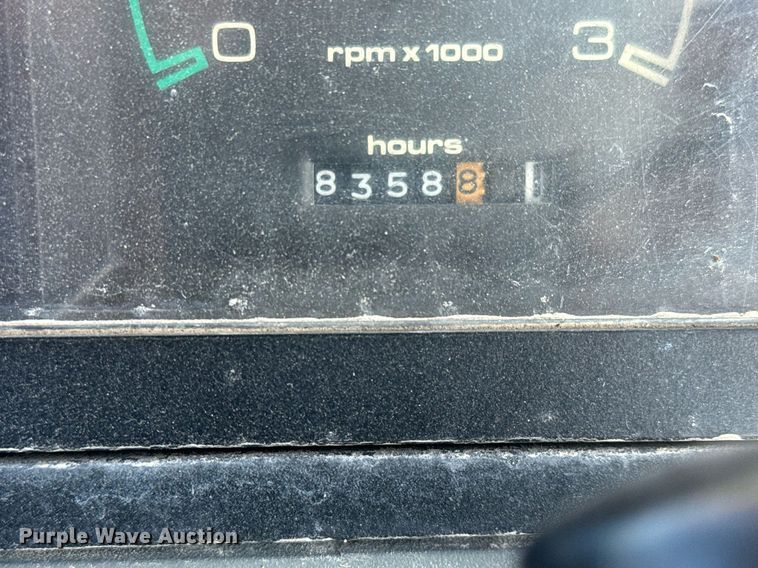 0 rpm x 1000 3
hours
83588
Purple Wave Auction